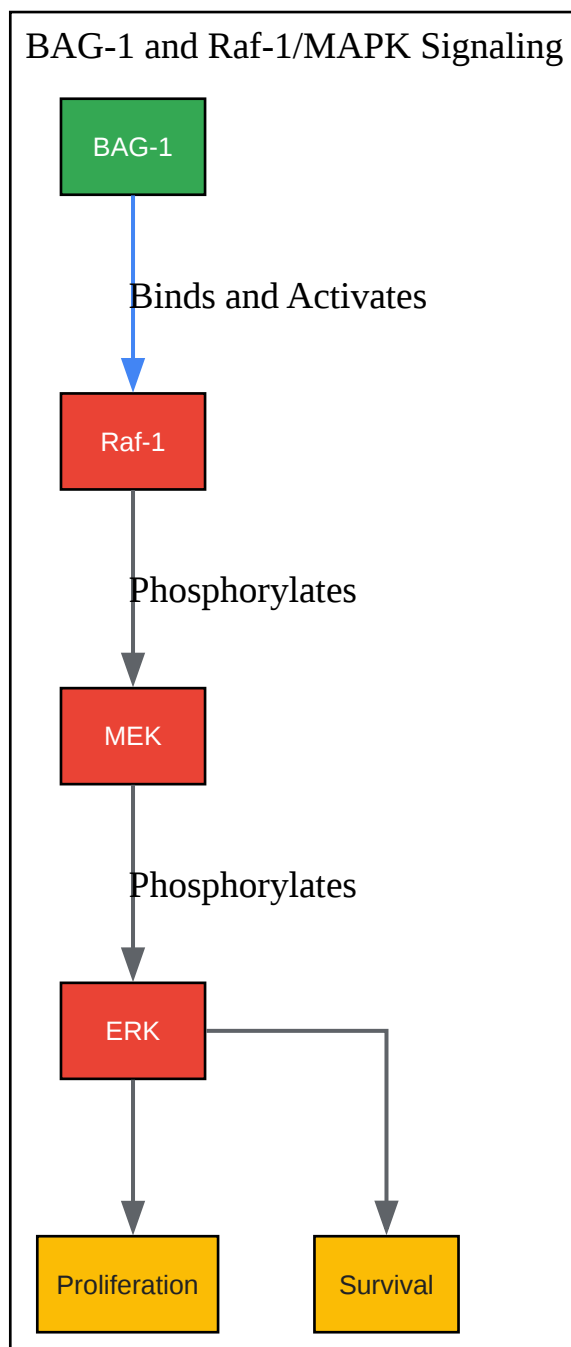 BAG-1 and Raf-1/MAPK Signaling
BAG-1
Binds and Activates
Raf-1
Phosphorylates
MEK
Phosphorylates
ERK
Proliferation
Survival